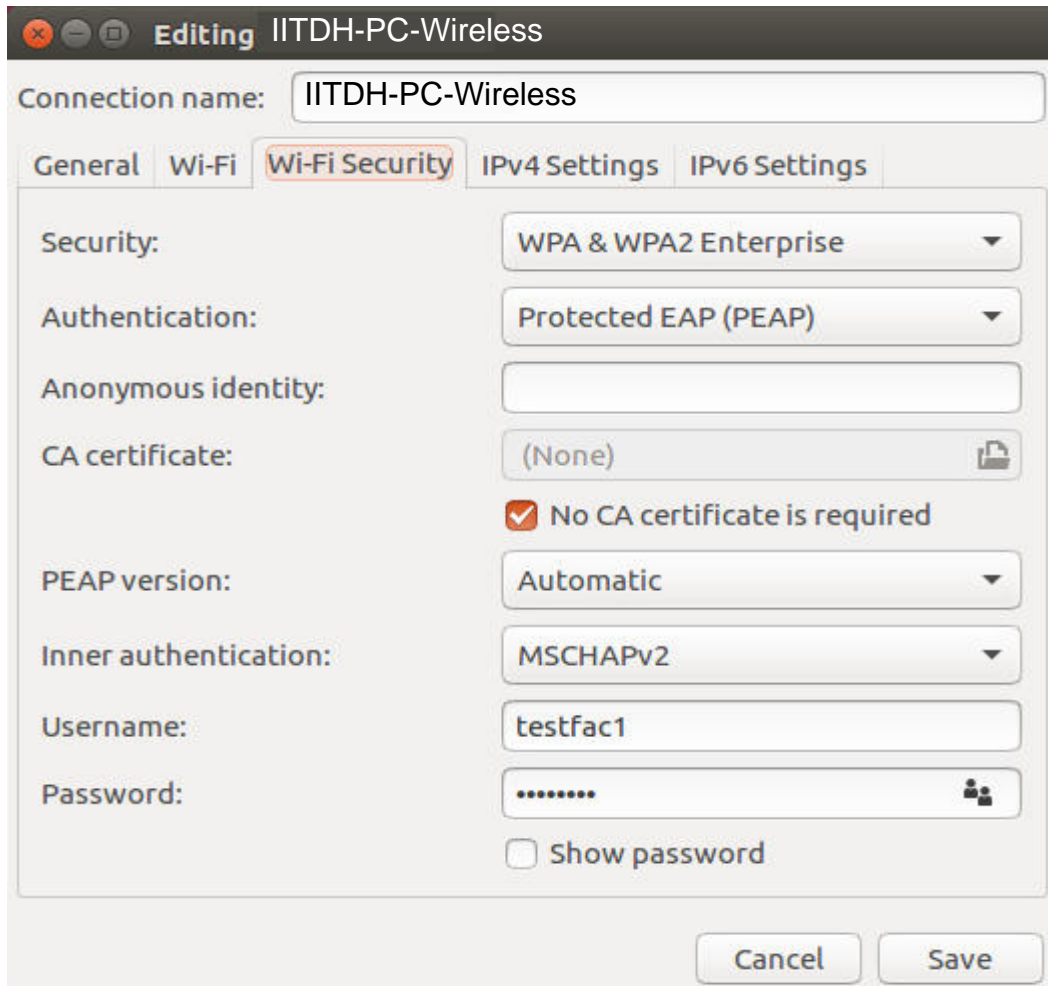 Editing IITDH-PC-Wireless
Connection name: IITDH-PC-Wireless
General Wi-Fi Wi-Fi Security IPv4 Settings IPv6 Settings
Security: WPA & WPA2 Enterprise
Authentication: Protected EAP (PEAP)
Anonymous identity:
CA certificate: (None)
No CA certificate is required
PEAP version: Automatic
Inner authentication: MSCHAPv2
Username: testfac1
Password: ••••••••
Show password
Cancel Save